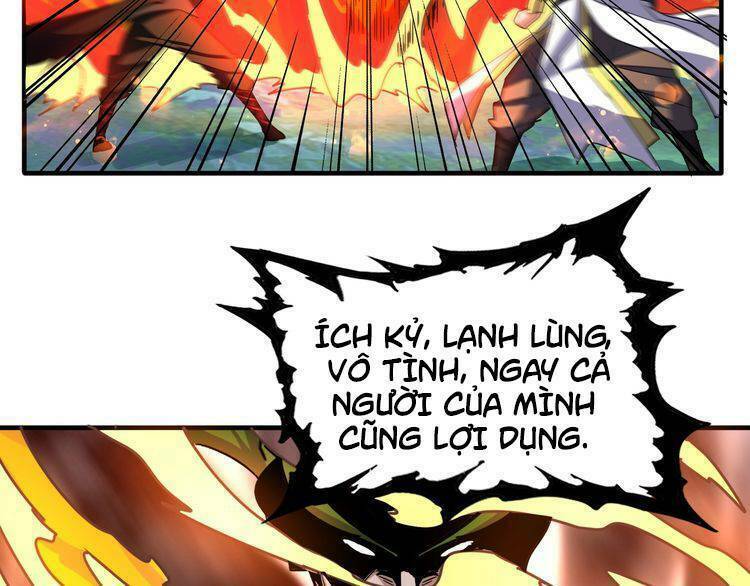 ÍCH KỶ, LẠNH LÙNG,
VÔ TÌNH, NGAY CẢ
NGƯỜI CỦA MÌNH
CŨNG LỢI DỤNG.